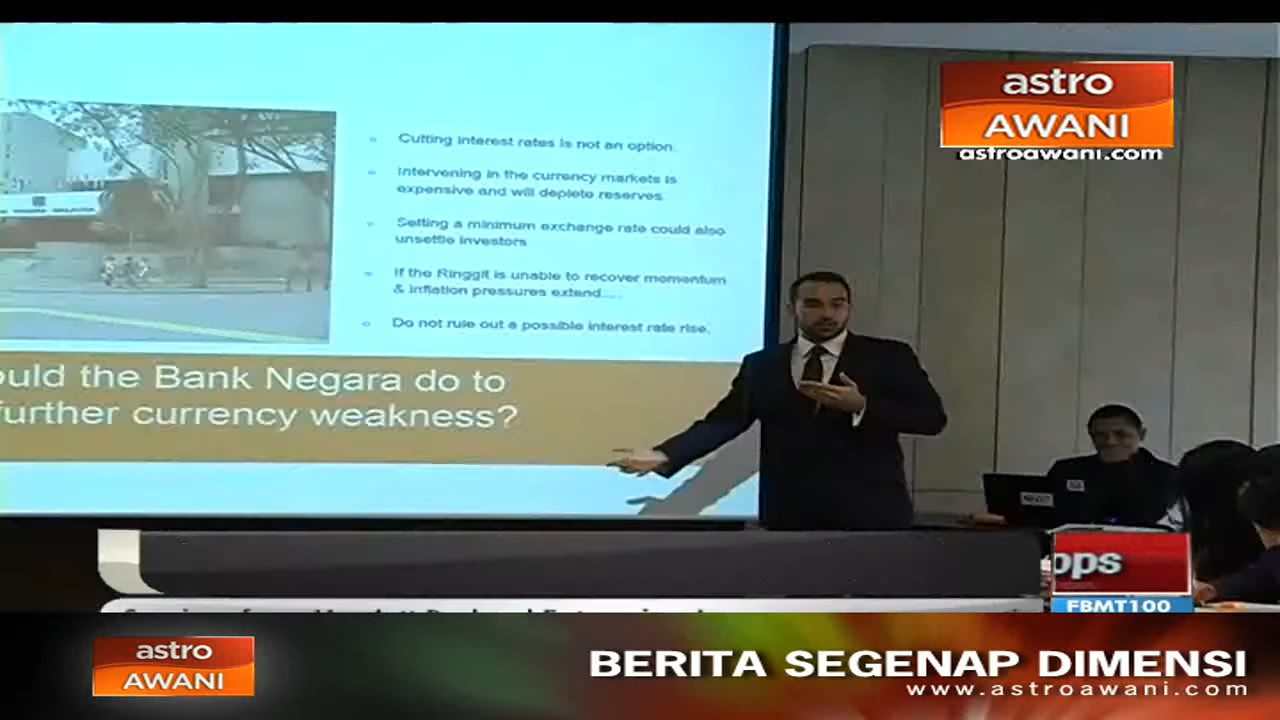 astro
AWANI
astroawani.com
Cutting interest rates is not an option.
Intervening in the currency markets is
expensive and will deplete reserves.
Setting a minimum exchange rate could also
unsettle investors
If the Ringgit is unable to recover momentum
& inflation pressures extend....
Do not rule out a possible interest rate rise.
ould the Bank Negara do to
further currency weakness?
ops
FBMT100
astro
AWANI
BERITA SEGENAP DIMENSI
www.astroawani.com